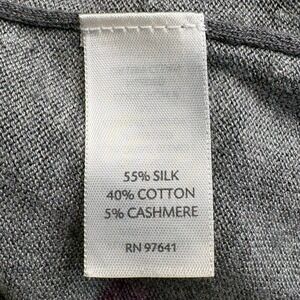 55% SILK
40% COTTON
5% CASHMERE
RN 97641